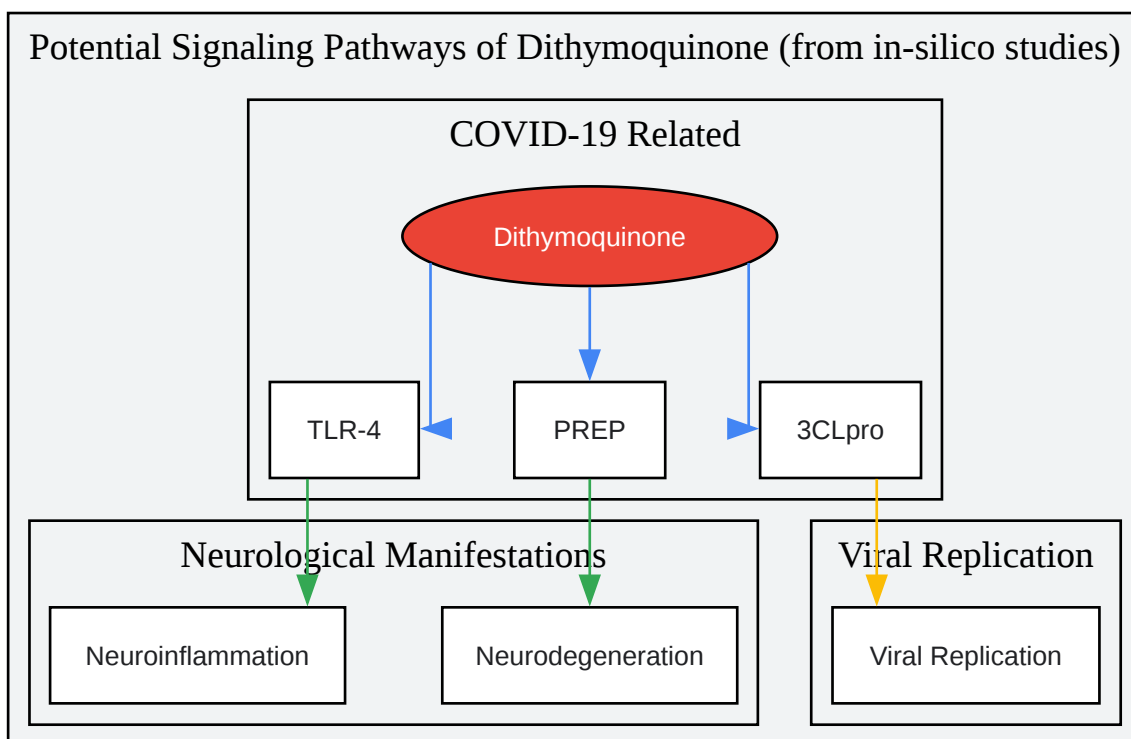 Potential Signaling Pathways of Dithymoquinone (from in-silico studies)
COVID-19 Related
Dithymoquinone
TLR-4
PREP
3CLpro
Neurological Manifestations
Viral Replication
Neuroinflammation
Neurodegeneration
Viral Replication